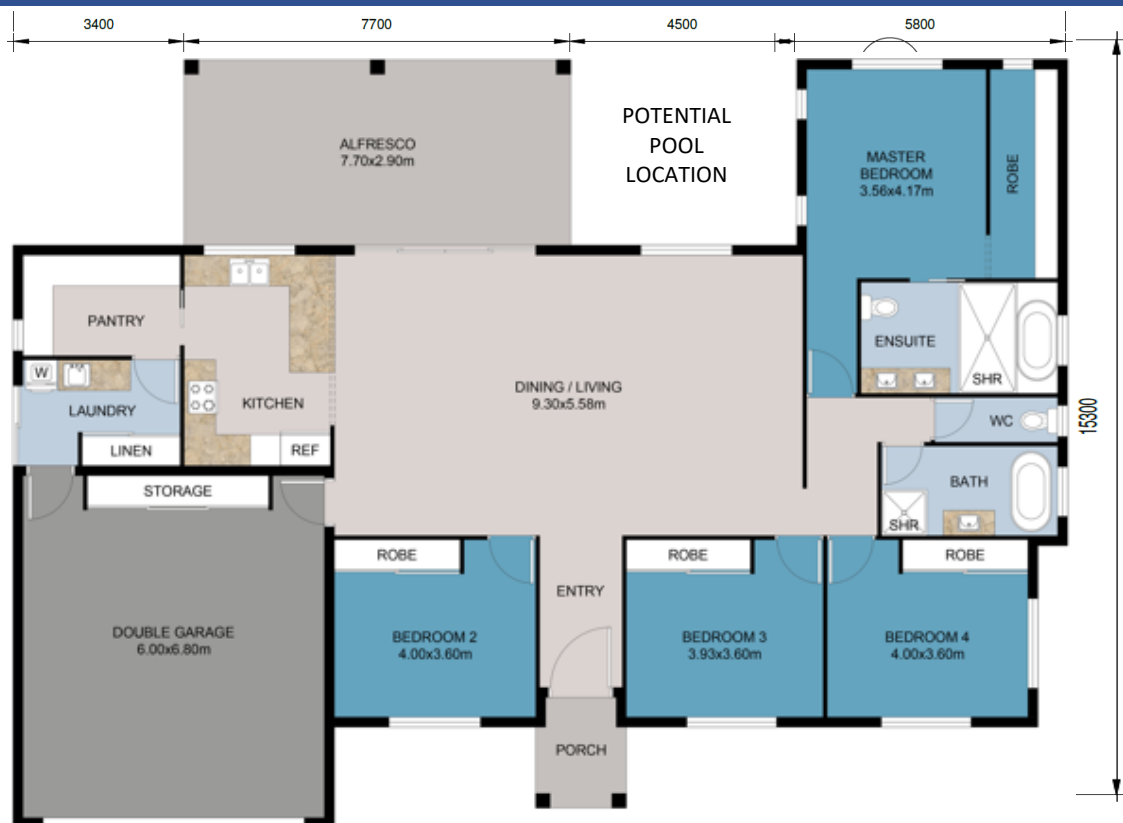 3400
7700
4500
5800
ALFRESCO
7.70x2.90m
POTENTIAL
POOL
LOCATION
MASTER
BEDROOM
3.56x4.17m
ROBE
PANTRY
ENSUITE
SHR
W
LAUNDRY
LINEN
KITCHEN
REF
DINING / LIVING
9.30x5.58m
WC
15300
BATH
SHR
STORAGE
ROBE
ROBE
ROBE
ENTRY
DOUBLE GARAGE
6.00x6.80m
BEDROOM 2
4.00x3.60m
BEDROOM 3
3.93x3.60m
BEDROOM 4
4.00x3.60m
PORCH